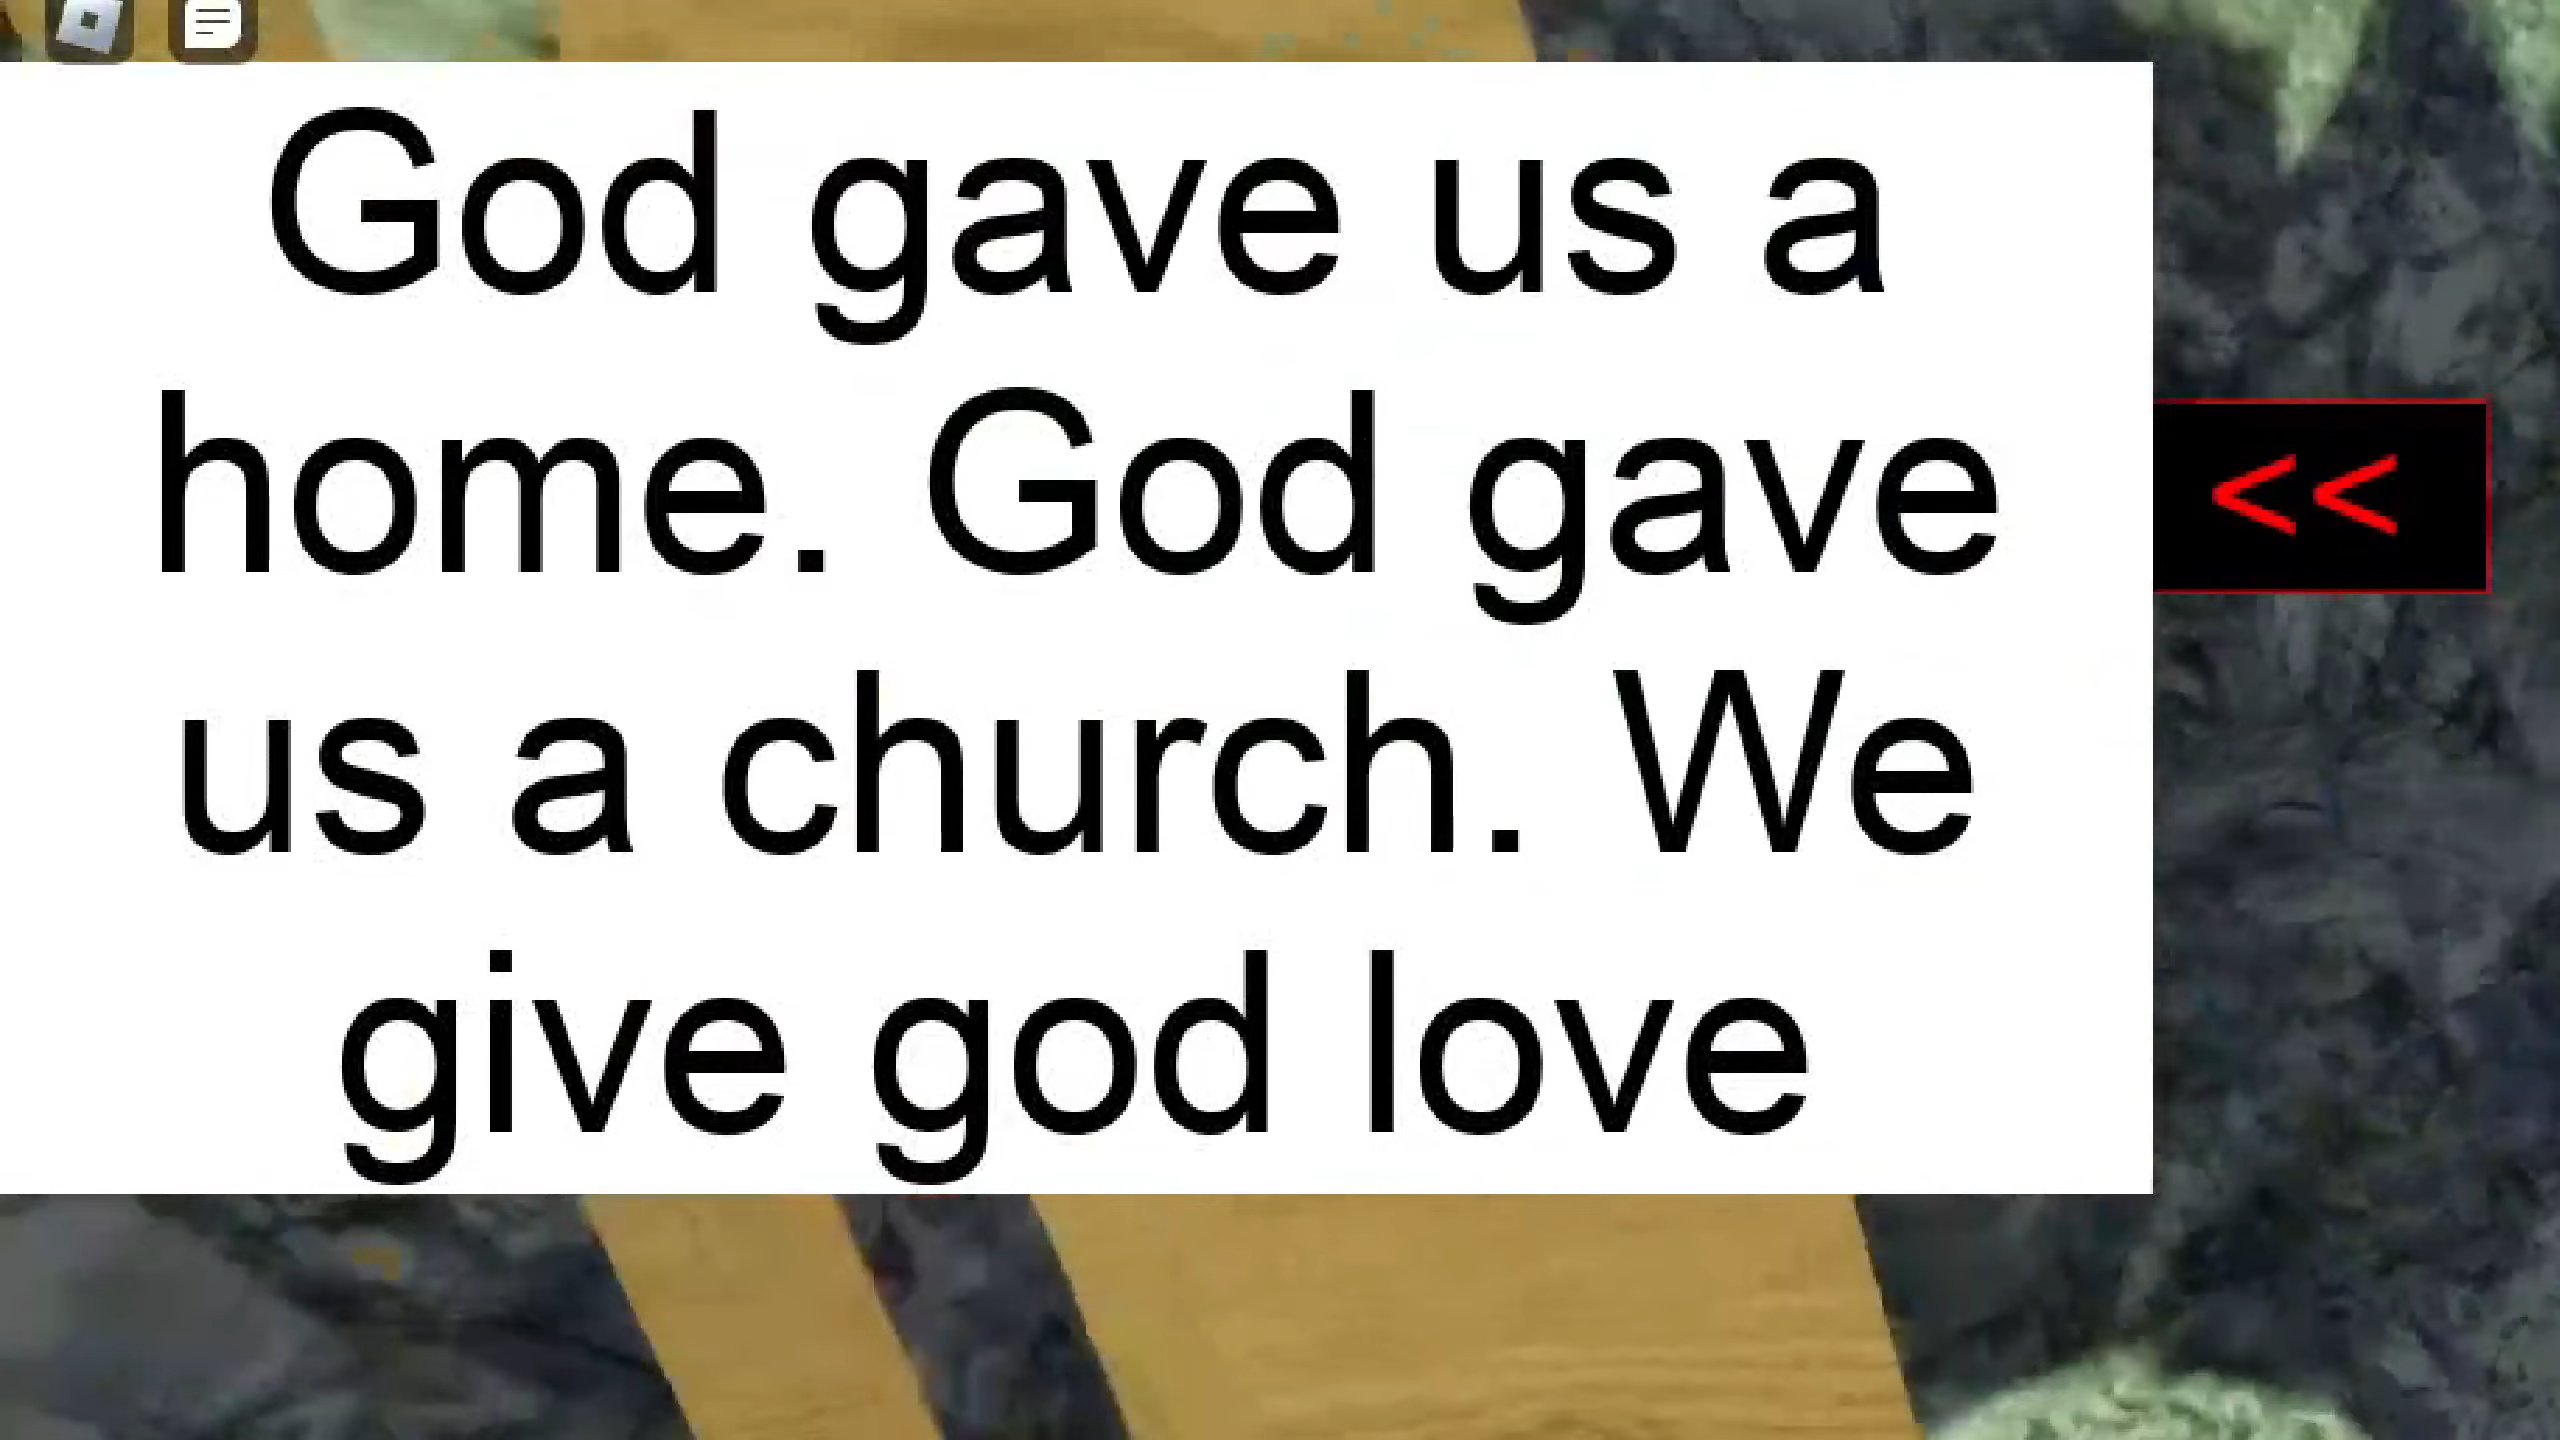 God gave us a
home. God gave
us a church. We
give god love
<<